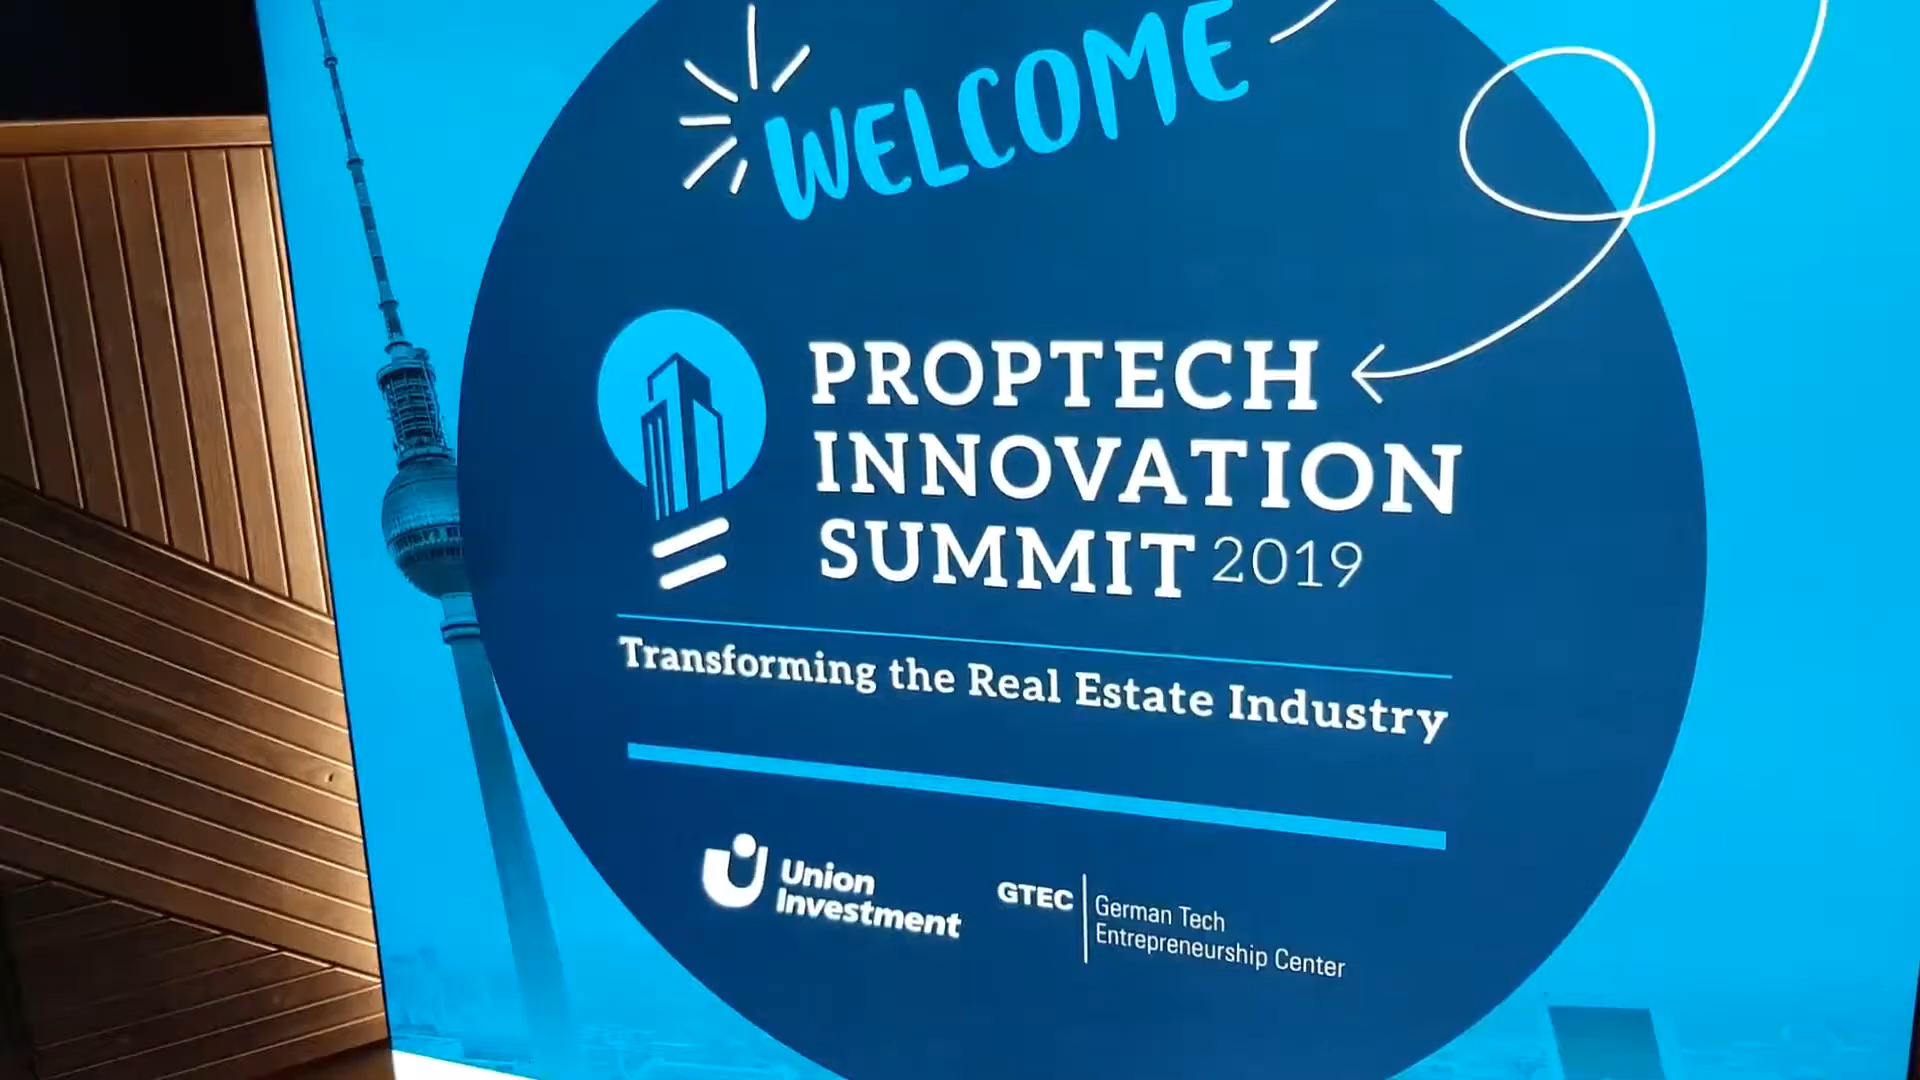 WELCOME
PROPTECH
INNOVATION
SUMMIT 2019
Transforming the Real Estate Industry
Union
Investment
GTEC
German Tech
Entrepreneurship Center